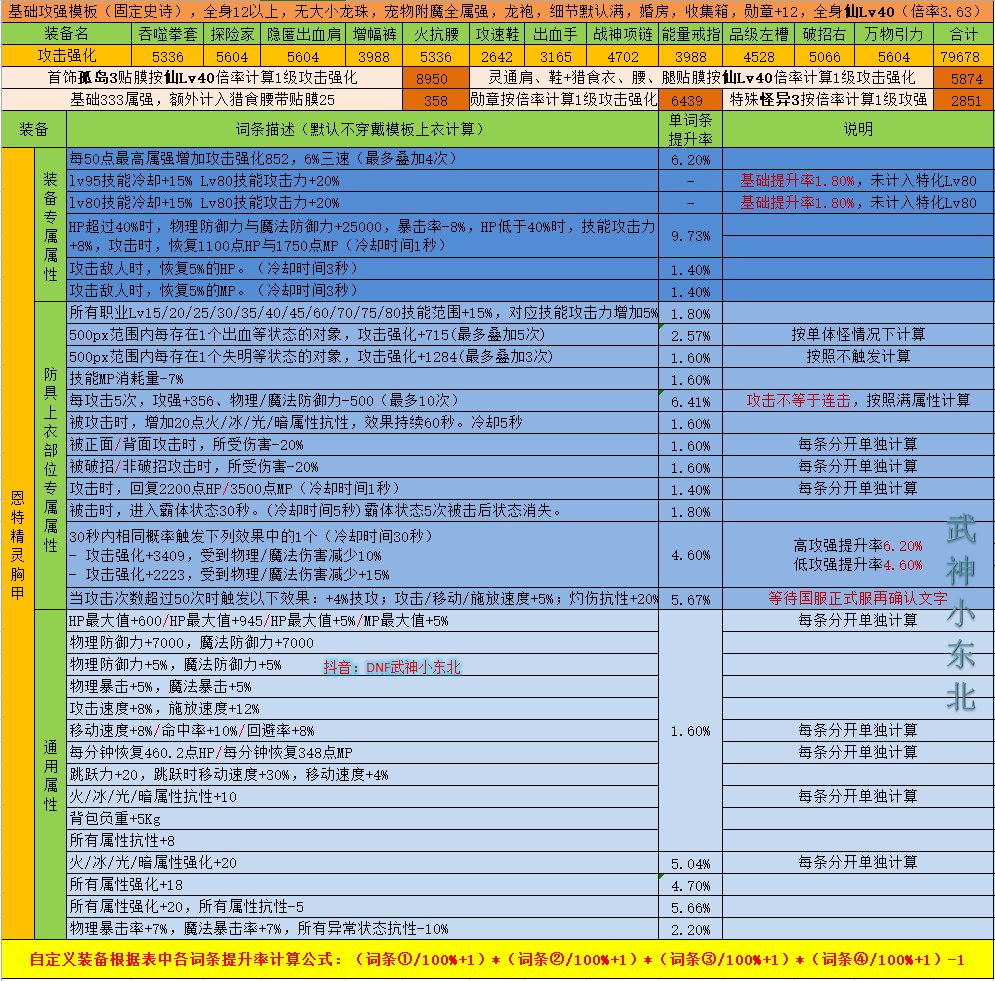 基础攻强模板（固定史诗），全身12以上，无大小龙珠，宠物附魔全属强，龙袍，细节默认满，婚房，收集箱，勋章+12，全身仙Lv40（倍率3.63）
装备名 吞噬拳套 探险家 隐匿出血肩 增幅裤 火抗腰 攻速鞋 出血手 战神项链 能量戒指 品级左槽 破招右 万物引力 合计
攻击强化 5336 5604 5604 3988 5336 2642 3165 4702 3988 4528 5066 5604 79678
首饰孤岛3贴膜按仙Lv40倍率计算1级攻击强化 8950 灵通肩、鞋+猎食衣、腰、腿贴膜按仙Lv40倍率计算1级攻击强化 5874
基础333属强，额外计入猎食腰带贴膜25 358 勋章按倍率计算1级攻击强化 6439 特殊怪异3按倍率计算1级攻强 2851
装备 词条描述（默认不穿戴模板上衣计算） 单词条提升率 说明
恩特精灵胸甲
装备专属属性
每50点最高属强增加攻击强化852，6%三速（最多叠加4次） 6.20%
lv95技能冷却+15% Lv80技能攻击力+20% - 基础提升率1.80%，未计入特化Lv80
lv80技能冷却+15% Lv80技能攻击力+20% - 基础提升率1.80%，未计入特化Lv80
HP超过40%时，物理防御力与魔法防御力+25000，暴击率-8%，HP低于40%时，技能攻击力
+8%，攻击时，恢复1100点HP与1750点MP（冷却时间1秒） 9.73%
攻击敌人时，恢复5%的HP。（冷却时间3秒） 1.40%
攻击敌人时，恢复5%的MP。（冷却时间3秒） 1.40%
防具上衣部位专属属性
所有职业Lv15/20/25/30/35/40/45/60/70/75/80技能范围+15%，对应技能攻击力增加5% 1.80%
500px范围内每存在1个出血等状态的对象，攻击强化+715(最多叠加5次) 2.57% 按单体怪情况下计算
500px范围内每存在1个失明等状态的对象，攻击强化+1284(最多叠加3次) 1.60% 按照不触发计算
技能MP消耗量-7% 1.60%
每攻击5次，攻强+356、物理/魔法防御力-500（最多10次） 6.41% 攻击不等于连击，按照满属性计算
被攻击时，增加20点火/冰/光/暗属性抗性，效果持续60秒。冷却5秒 1.60%
被正面/背面攻击时，所受伤害-20% 1.60% 每条分开单独计算
被破招/非破招攻击时，所受伤害-20% 1.60% 每条分开单独计算
攻击时，回复2200点HP/3500点MP（冷却时间1秒） 1.40% 每条分开单独计算
被击时，进入霸体状态30秒。(冷却时间5秒)霸体状态5次被击后状态消失。 1.80%
30秒内相同概率触发下列效果中的1个（冷却时间30秒）
- 攻击强化+3409，受到物理/魔法伤害减少10%
- 攻击强化+2223，受到物理/魔法伤害减少+15%
4.60%
高攻强提升率6.20%
低攻强提升率4.60%
当攻击次数超过50次时触发以下效果：+4%技攻；攻击/移动/施放速度+5%；灼伤抗性+20% 5.67% 等待国服正式服再确认文字
通用属性
HP最大值+600/HP最大值+945/HP最大值+5%/MP最大值+5% 每条分开单独计算
物理防御力+7000，魔法防御力+7000
物理防御力+5%，魔法防御力+5% 抖音：DNF武神小东北
物理暴击+5%，魔法暴击+5%
攻击速度+8%，施放速度+12%
移动速度+8%/命中率+10%/回避率+8% 1.60% 每条分开单独计算
每分钟恢复460.2点HP/每分钟恢复348点MP 每条分开单独计算
跳跃力+20，跳跃时移动速度+30%，移动速度+4%
火/冰/光/暗属性抗性+10 每条分开单独计算
背包负重+5Kg
所有属性抗性+8
火/冰/光/暗属性强化+20 5.04% 每条分开单独计算
所有属性强化+18 4.70%
所有属性强化+20，所有属性抗性-5 5.66%
物理暴击率+7%，魔法暴击率+7%，所有异常状态抗性-10% 2.20%
武神小东北
自定义装备根据表中各词条提升率计算公式：（词条①/100%+1）*（词条②/100%+1）*（词条③/100%+1）*（词条④/100%+1）-1